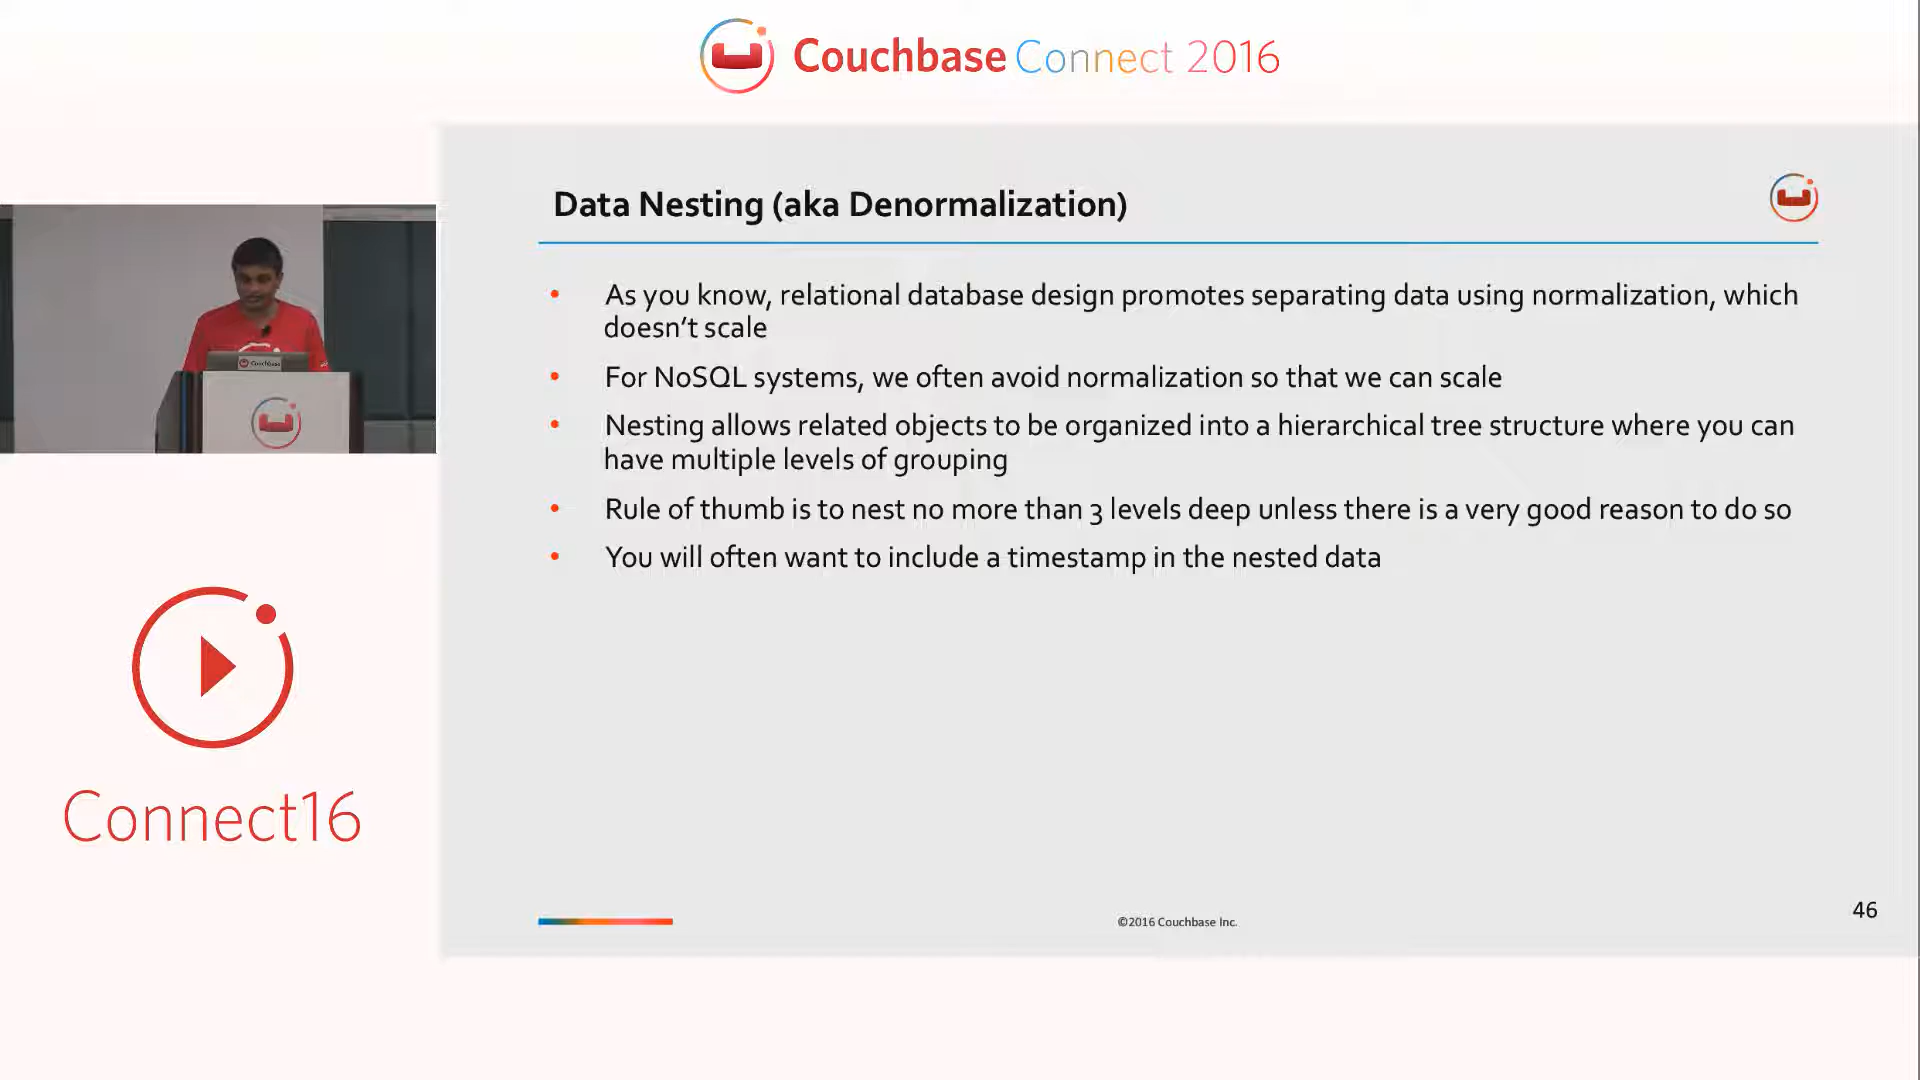 Couchbase Connect 2016
Data Nesting (aka Denormalization)
• As you know, relational database design promotes separating data using normalization, which
doesn't scale
• For NoSQL systems, we often avoid normalization so that we can scale
• Nesting allows related objects to be organized into a hierarchical tree structure where you can
have multiple levels of grouping
• Rule of thumb is to nest no more than 3 levels deep unless there is a very good reason to do so
• You will often want to include a timestamp in the nested data
Couchbase
Connect16
©2016 Couchbase Inc.
46